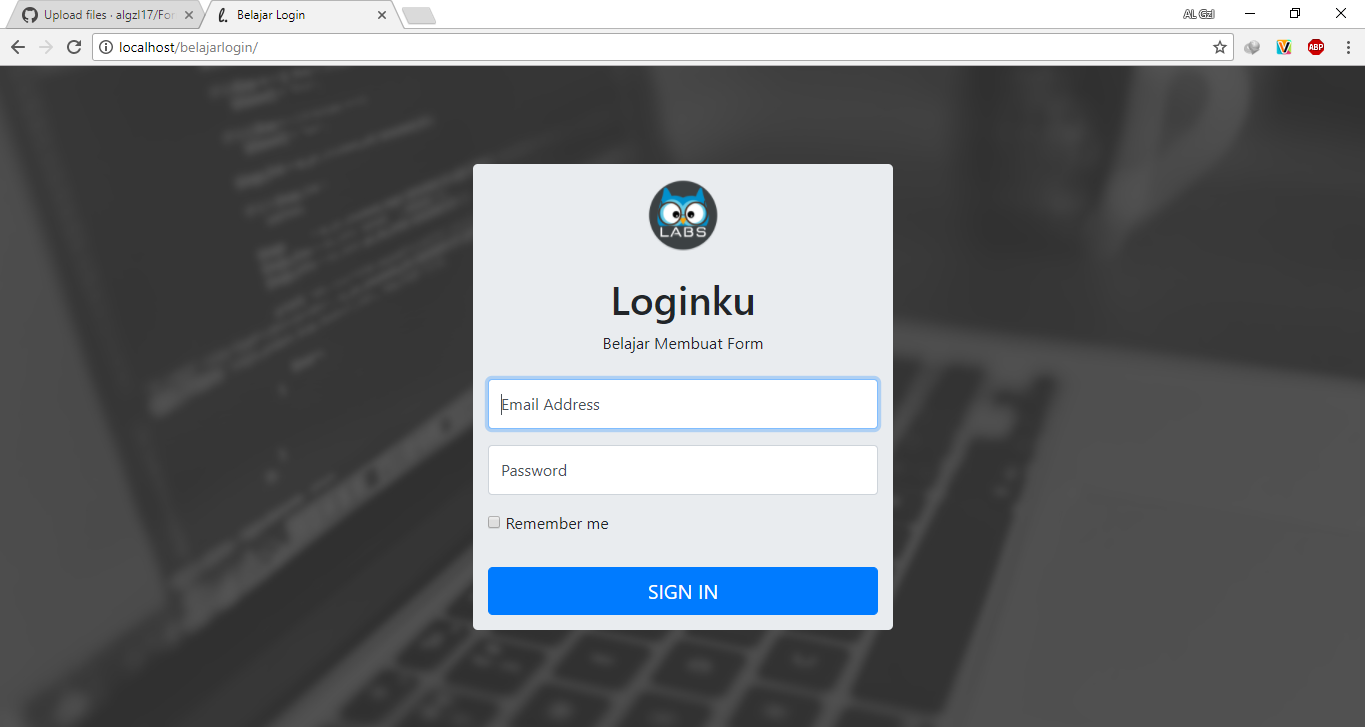 Upload files · algzl17/For
Belajar Login
AL Gzl
localhost/belajarlogin/
ABP
LABS
Loginku
Belajar Membuat Form
Email Address
Password
Remember me
SIGN IN